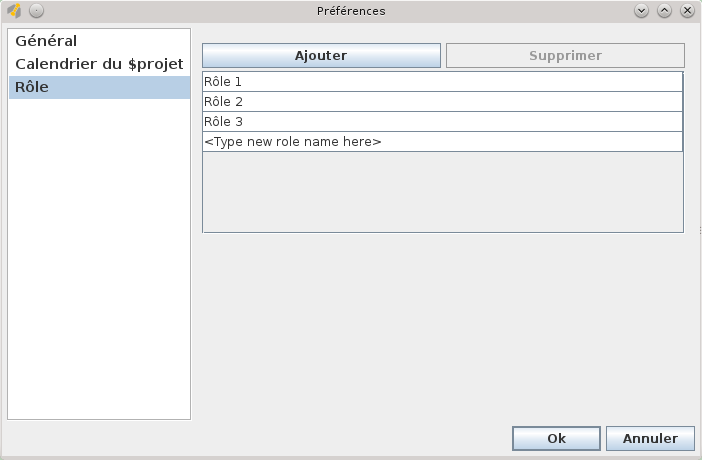 Préférences
Général
Calendrier du $projet
Rôle
Ajouter
Supprimer
Rôle 1
Rôle 2
Rôle 3
<Type new role name here>
Ok
Annuler